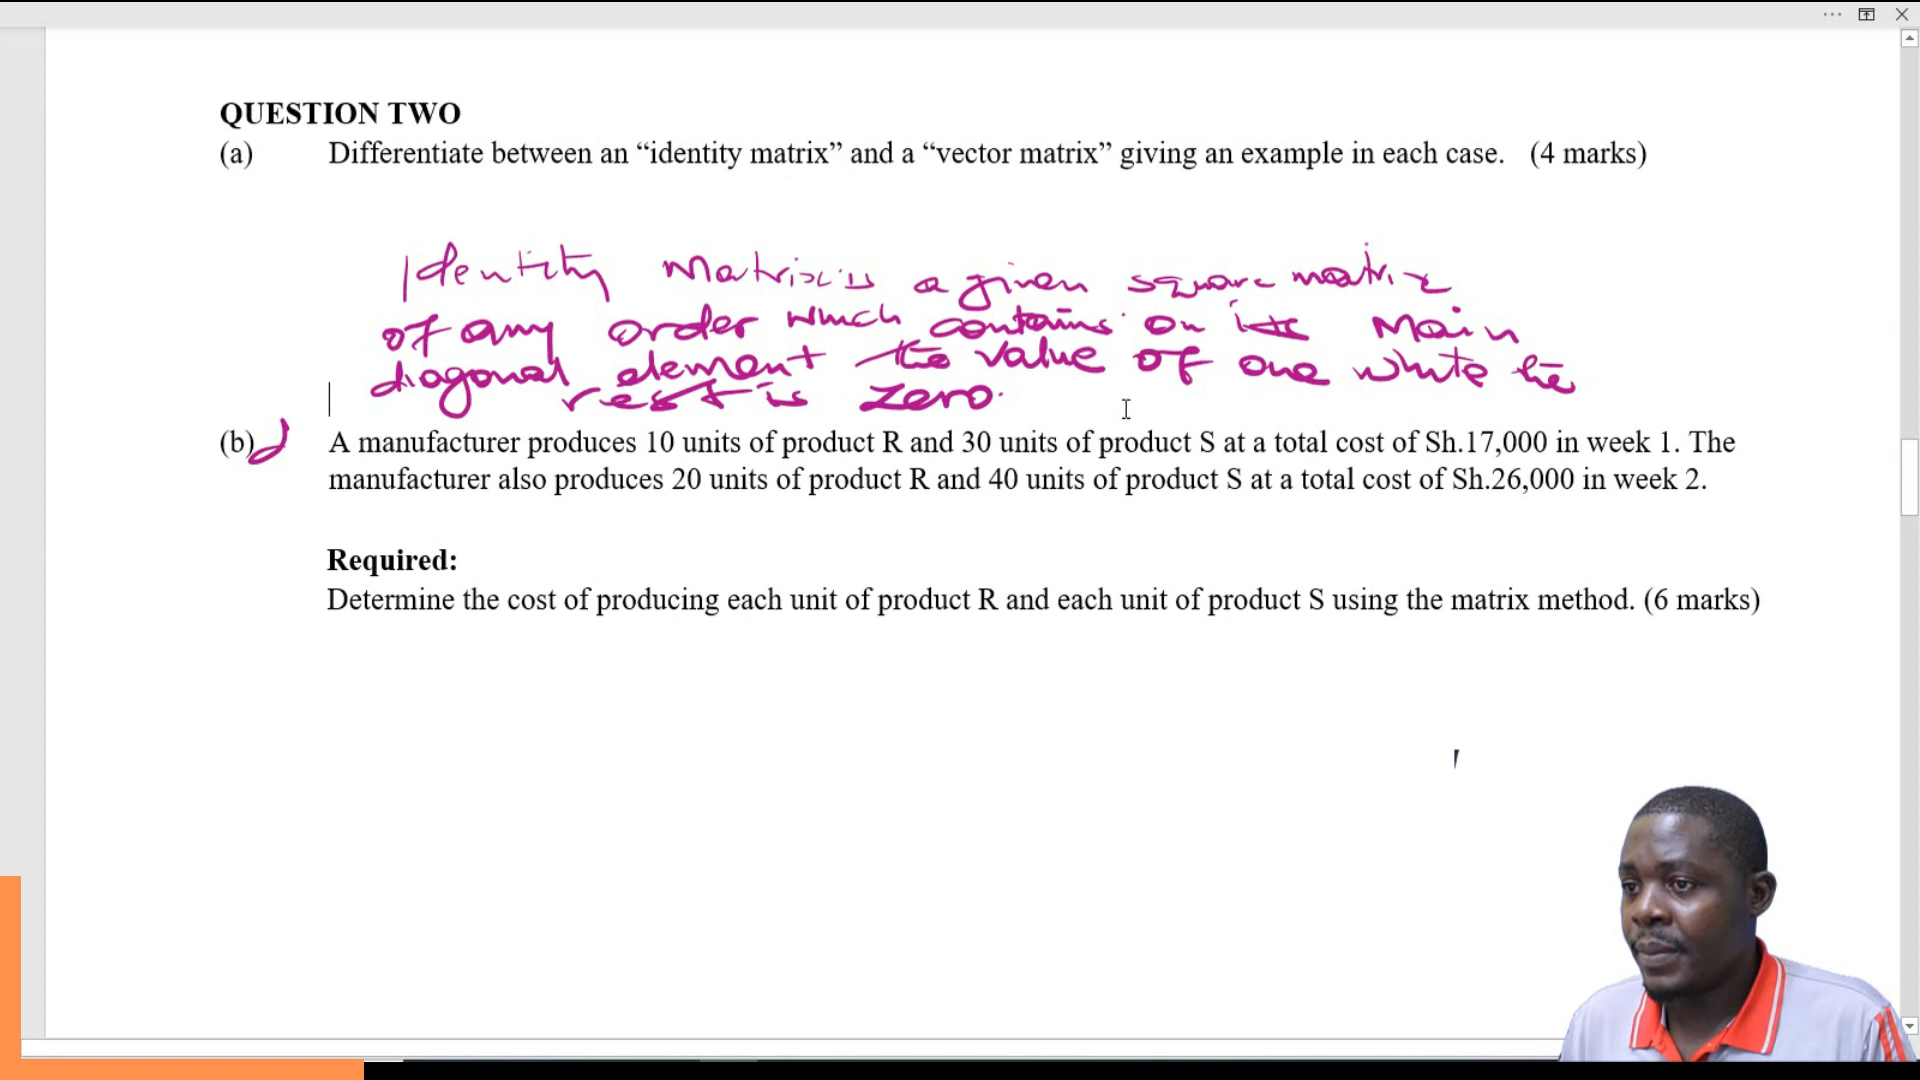 QUESTION TWO
(a) Differentiate between an “identity matrix” and a “vector matrix” giving an example in each case. (4 marks)
Identity Matrix is a given square matrix
of any order which contains on its Main
diagonal element the value of one while the
rest is zero.
(b) A manufacturer produces 10 units of product R and 30 units of product S at a total cost of Sh.17,000 in week 1. The
manufacturer also produces 20 units of product R and 40 units of product S at a total cost of Sh.26,000 in week 2.
Required:
Determine the cost of producing each unit of product R and each unit of product S using the matrix method. (6 marks)